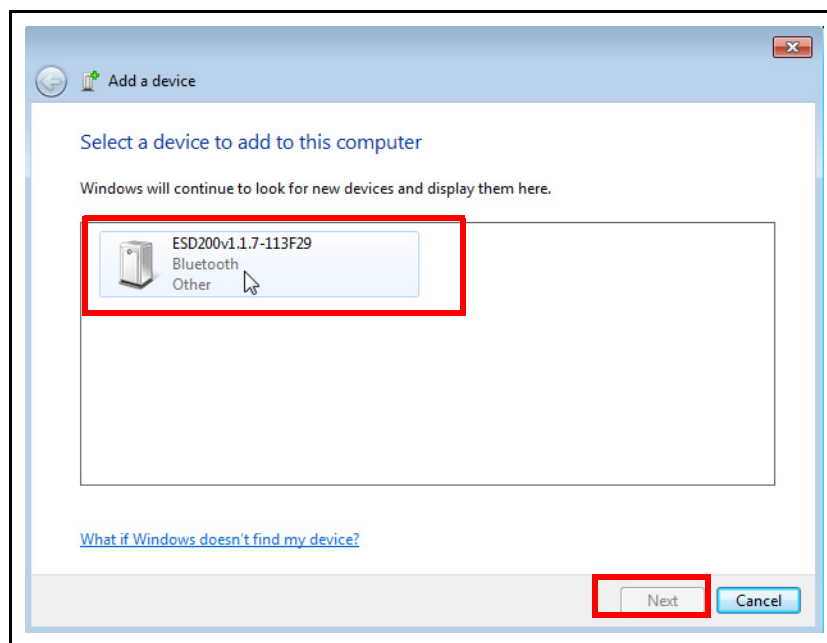 Add a device
Select a device to add to this computer
Windows will continue to look for new devices and display them here.
ESD200v1.1.7-113F29
Bluetooth
Other
What if Windows doesn't find my device?
Next Cancel